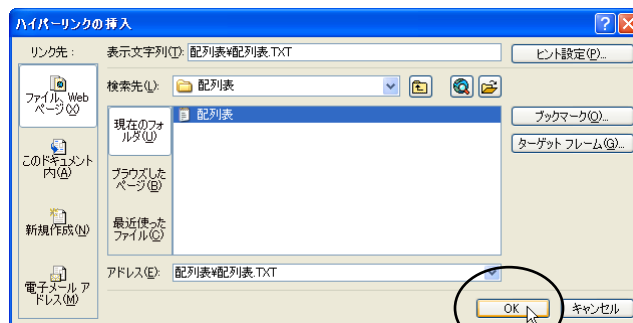 ハイパーリンクの挿入
リンク先：
表示文字列(T): 配列表¥配列表.TXT
ヒント設定(P)...
ファイル、Web
ページ(X)
検索先(L): 配列表
現在のフォ
ルダ(U)
配列表
ブックマーク(O)...
ターゲット フレーム(G)...
このドキュメント
内(A)
ブラウズした
ページ(B)
新規作成(N)
最近使った
ファイル(C)
電子メール ア
ドレス(M)
アドレス(E): 配列表¥配列表.TXT
OK
キャンセル